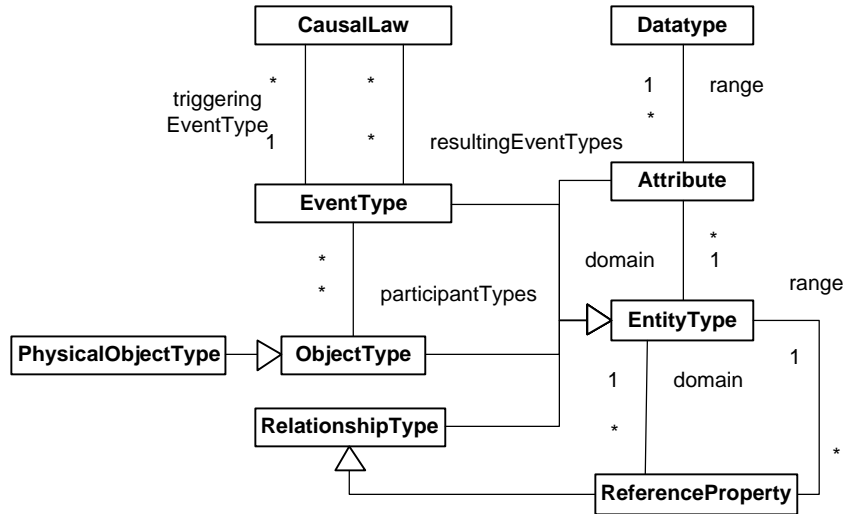 CausalLaw
Datatype
*
*
1
range
triggering
EventType
*
1
*
resultingEventTypes
Attribute
EventType
*
*
domain
1
*
participantTypes
range
EntityType
PhysicalObjectType
ObjectType
1
domain
1
RelationshipType
*
*
ReferenceProperty